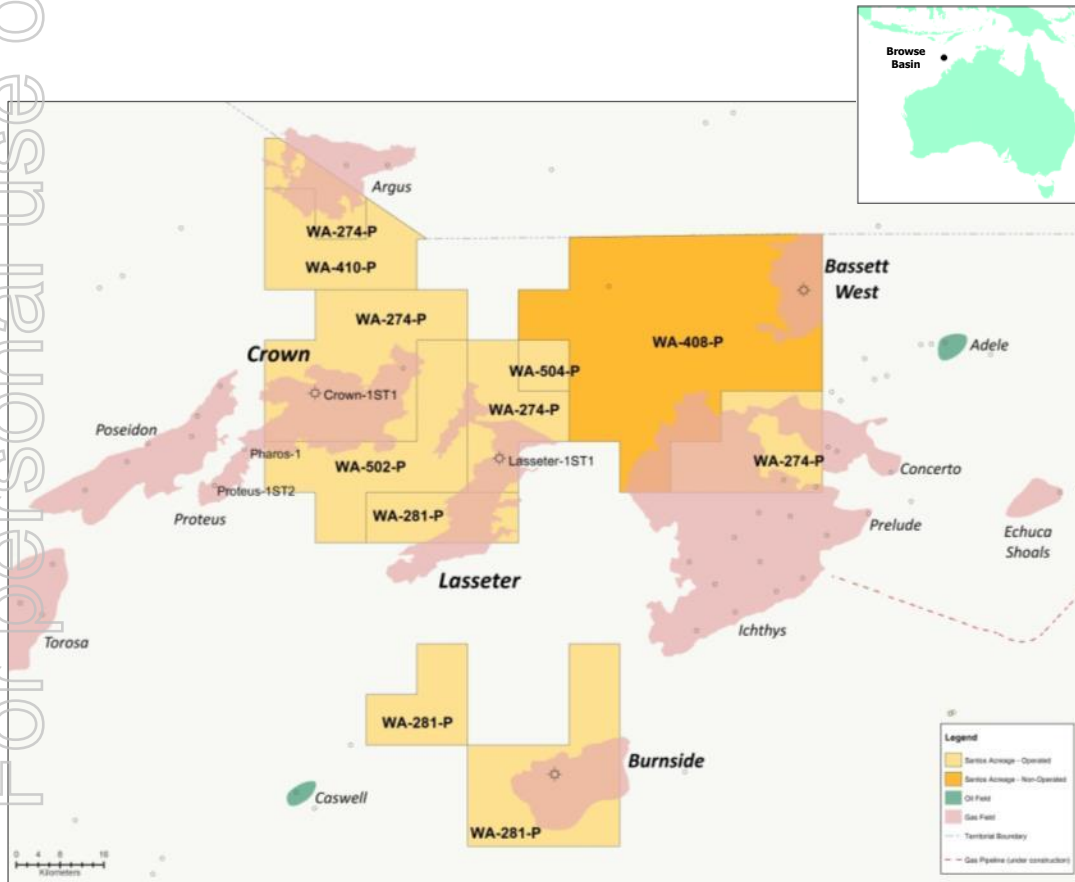 For personal use o
Browse
Basin
Argus
WA-274-P
WA-410-P
Bassett
West
WA-274-P
WA-408-P
Adele
Crown
WA-504-P
Crown-1ST1
WA-274-P
Poseidon
Pharos-1
WA-502-P
Lasseter-1ST1
WA-274-P
Concerto
Proteus-1ST2
Proteus
WA-281-P
Prelude
Echuca
Shoals
Lasseter
Ichthys
Torosa
WA-281-P
Burnside
Caswell
WA-281-P
Legend
Santos Acreage - Operated
Santos Acreage - Non-Operated
Oil Field
Gas Field
Territorial Boundary
Gas Pipeline (under construction)
0 4 8 16
Kilometers